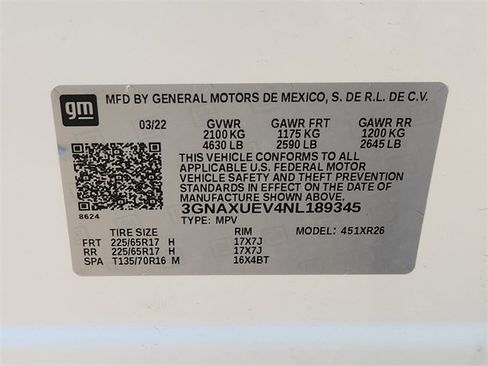 gm
MFD BY GENERAL MOTORS DE MEXICO, S. DE R.L. DE C.V.
03/22 GVWR GAWR FRT GAWR RR
2100 KG 1175 KG 1200 KG
4630 LB 2590 LB 2645 LB
THIS VEHICLE CONFORMS TO ALL
APPLICABLE U.S. FEDERAL MOTOR
VEHICLE SAFETY AND THEFT PREVENTION
STANDARDS IN EFFECT ON THE DATE OF
MANUFACTURE SHOWN ABOVE.
8624 3GNAXUEV4NL189345
TYPE: MPV MODEL: 451XR26
TIRE SIZE RIM
FRT 225/65R17 H 17X7J
RR 225/65R17 H 17X7J
SPA T135/70R16 M 16X4BT